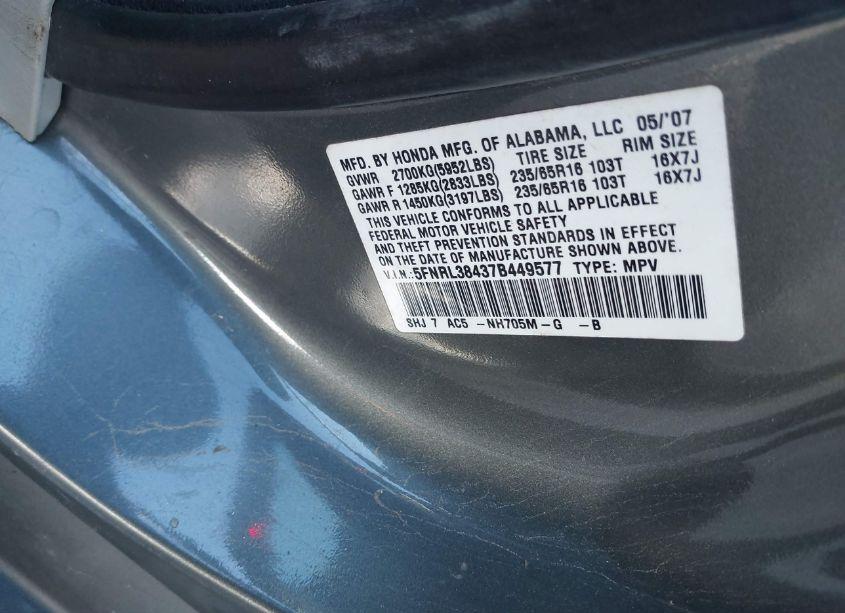 MFD. BY HONDA MFG. OF ALABAMA, LLC 05/'07
GVWR 2700KG(5952LBS) TIRE SIZE RIM SIZE
GAWR F 1285KG(2833LBS) 235/65R16 103T 16X7J
GAWR R 1450KG(3197LBS) 235/65R16 103T 16X7J
THIS VEHICLE CONFORMS TO ALL APPLICABLE
FEDERAL MOTOR VEHICLE SAFETY
AND THEFT PREVENTION STANDARDS IN EFFECT
ON THE DATE OF MANUFACTURE SHOWN ABOVE.
V.I.N.: 5FNRL38437B449577 TYPE: MPV
SHJ 7 AC5 -NH705M-G -B